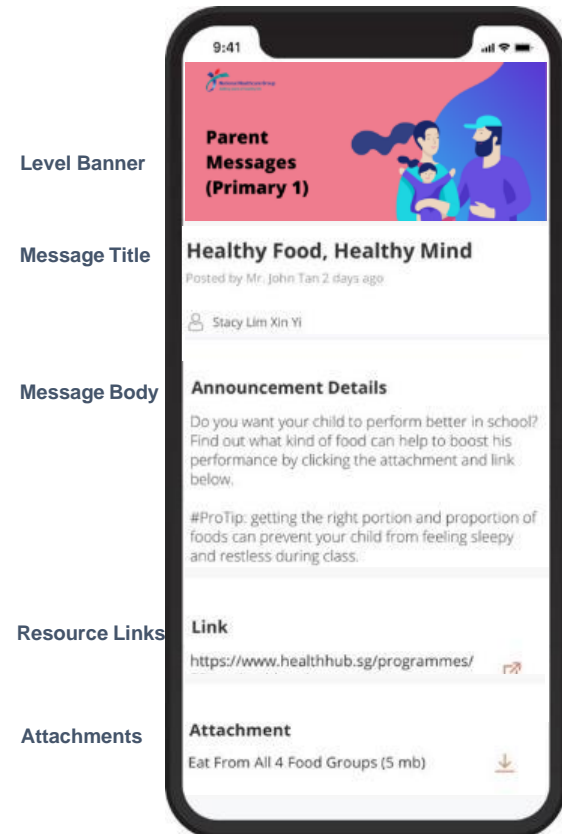 9:41
Level Banner
Parent
Messages
(Primary 1)
Message Title
Healthy Food, Healthy Mind
Posted by Mr. John Tan 2 days ago
Stacy Lim Xin Yi
Message Body
Announcement Details
Do you want your child to perform better in school?
Find out what kind of food can help to boost his
performance by clicking the attachment and link
below.
#ProTip: getting the right portion and proportion of
foods can prevent your child from feeling sleepy
and restless during class.
Resource Links
Link
https://www.healthhub.sg/programmes/
Attachments
Attachment
Eat From All 4 Food Groups (5 mb)